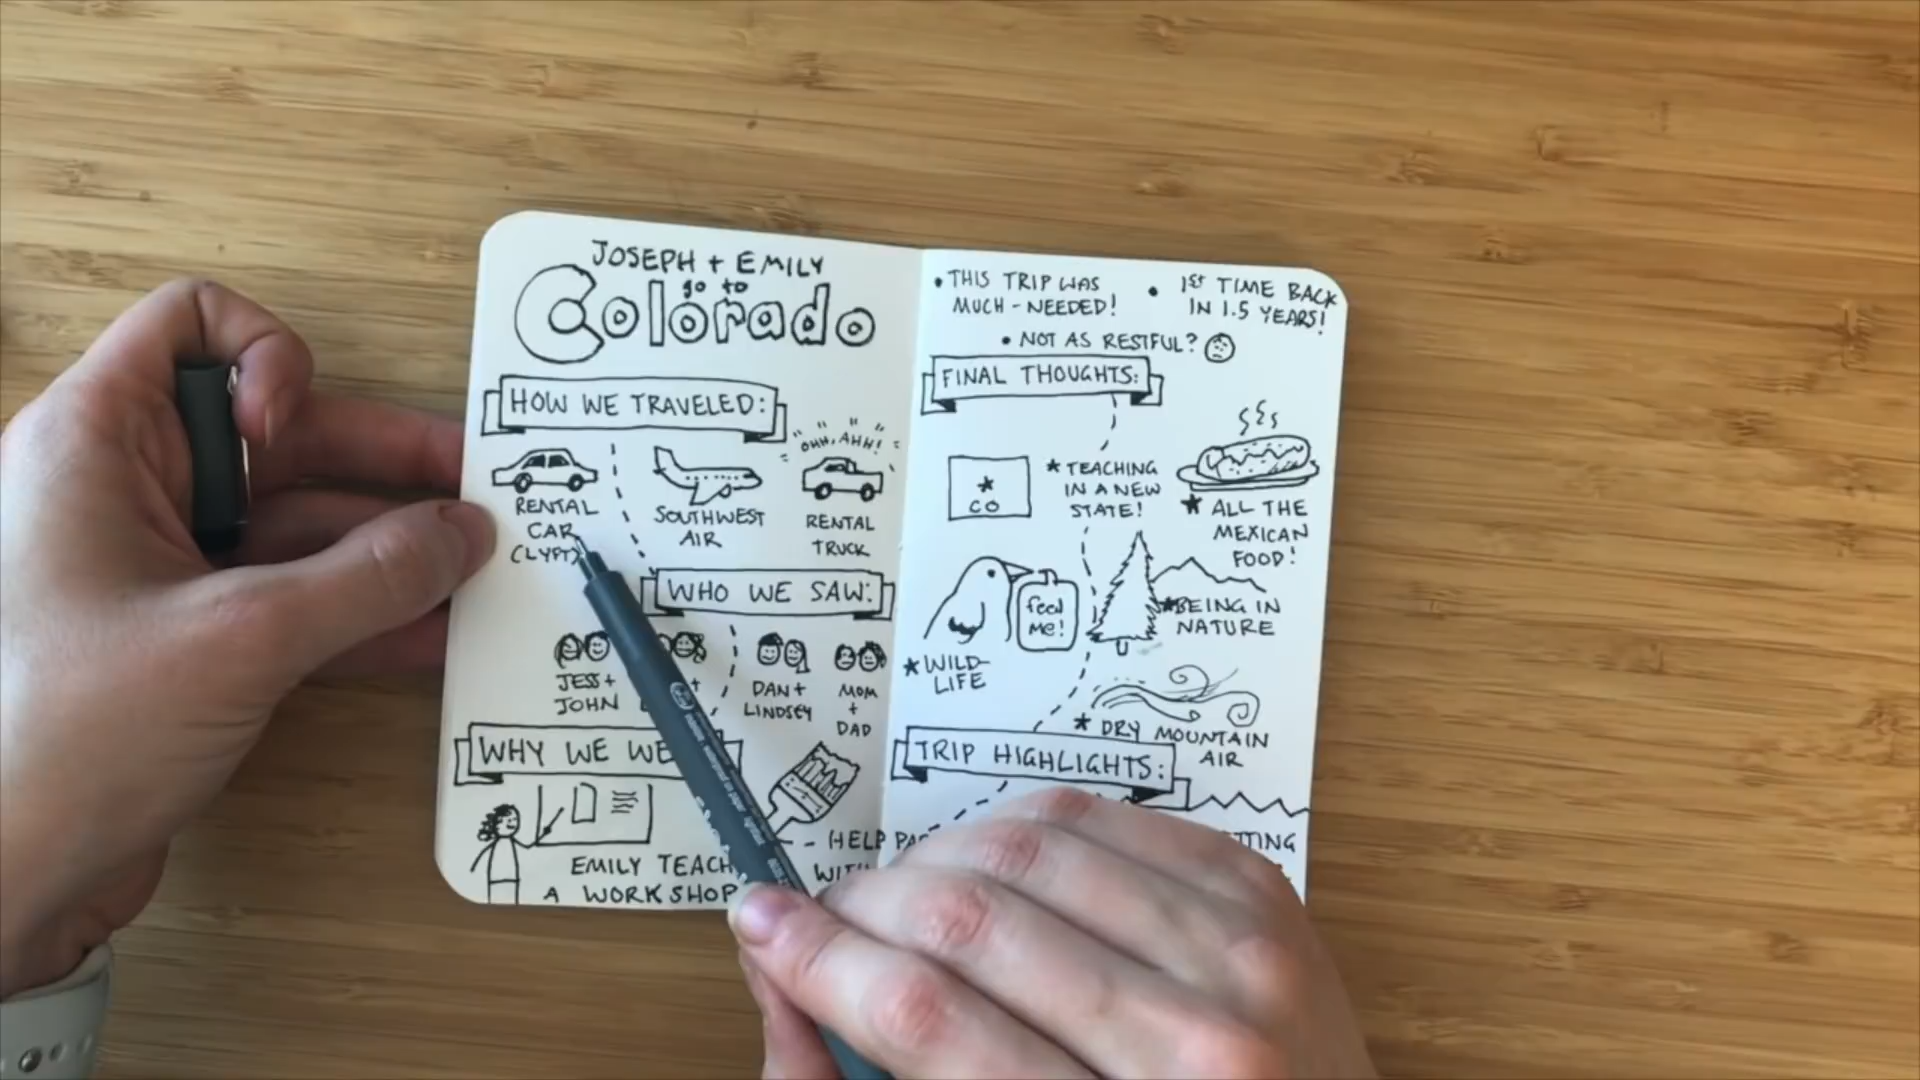 JOSEPH + EMILY
go to
Colorado
HOW WE TRAVELED:
OHH, AHH!
RENTAL
CAR
(LYFT)
SOUTHWEST
AIR
RENTAL
TRUCK
WHO WE SAW:
JESS +
JOHN
+
DAN +
LINDSEY
MOM
+
DAD
WHY WE
EMILY TEACH
A WORKSHOP
HELP
• THIS TRIP WAS
MUCH-NEEDED!
• 1ST TIME BACK
IN 1.5 YEARS!
• NOT AS RESTFUL?
FINAL THOUGHTS:
* CO
* TEACHING
IN A NEW
STATE!
* ALL THE
MEXICAN
FOOD!
feed
me!
* WILD-
LIFE
* BEING IN
NATURE
* DRY MOUNTAIN
AIR
TRIP HIGHLIGHTS: